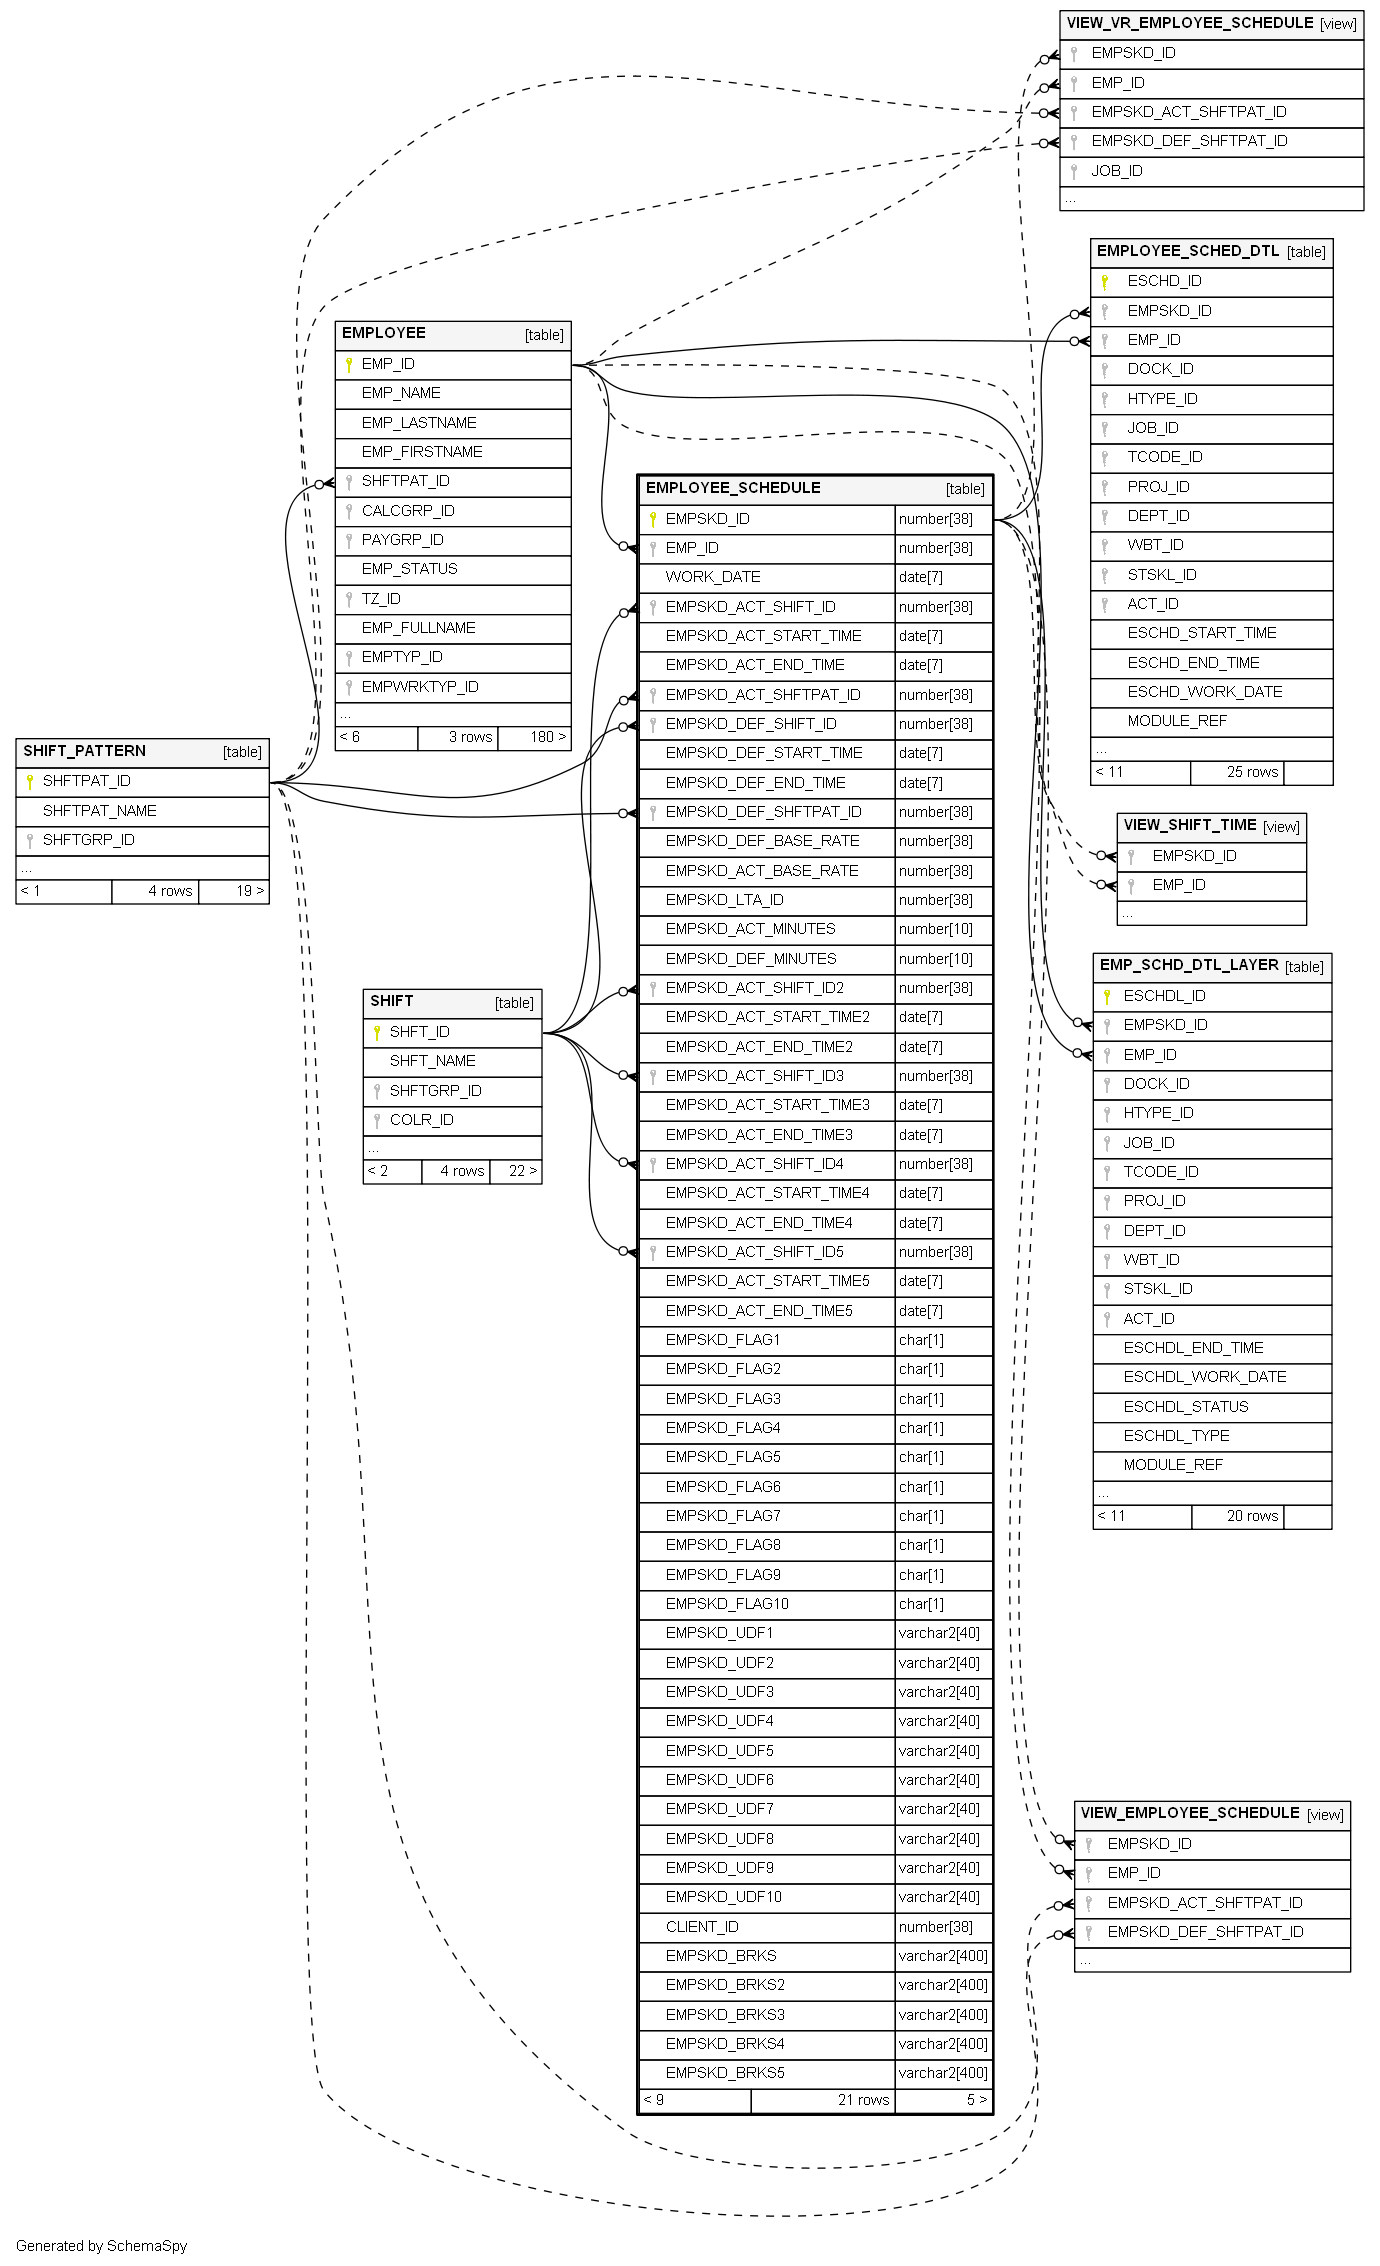 VIEW_VR_EMPLOYEE_SCHEDULE [view]
EMPSKD_ID
EMP_ID
EMPSKD_ACT_SHFTPAT_ID
EMPSKD_DEF_SHFTPAT_ID
JOB_ID
...
EMPLOYEE_SCHED_DTL [table]
ESCHD_ID
EMPSKD_ID
EMP_ID
DOCK_ID
HTYPE_ID
JOB_ID
TCODE_ID
PROJ_ID
DEPT_ID
WBT_ID
STSKL_ID
ACT_ID
ESCHD_START_TIME
ESCHD_END_TIME
ESCHD_WORK_DATE
MODULE_REF
...
< 11 25 rows
EMPLOYEE [table]
EMP_ID
EMP_NAME
EMP_LASTNAME
EMP_FIRSTNAME
SHFTPAT_ID
CALCGRP_ID
PAYGRP_ID
EMP_STATUS
TZ_ID
EMP_FULLNAME
EMPTYP_ID
EMPWRKTYP_ID
...
< 6 3 rows 180 >
EMPLOYEE_SCHEDULE [table]
EMPSKD_ID number[38]
EMP_ID number[38]
WORK_DATE date[7]
EMPSKD_ACT_SHIFT_ID number[38]
EMPSKD_ACT_START_TIME date[7]
EMPSKD_ACT_END_TIME date[7]
EMPSKD_ACT_SHFTPAT_ID number[38]
EMPSKD_DEF_SHIFT_ID number[38]
EMPSKD_DEF_START_TIME date[7]
EMPSKD_DEF_END_TIME date[7]
EMPSKD_DEF_SHFTPAT_ID number[38]
EMPSKD_DEF_BASE_RATE number[38]
EMPSKD_ACT_BASE_RATE number[38]
EMPSKD_LTA_ID number[38]
EMPSKD_ACT_MINUTES number[10]
EMPSKD_DEF_MINUTES number[10]
EMPSKD_ACT_SHIFT_ID2 number[38]
EMPSKD_ACT_START_TIME2 date[7]
EMPSKD_ACT_END_TIME2 date[7]
EMPSKD_ACT_SHIFT_ID3 number[38]
EMPSKD_ACT_START_TIME3 date[7]
EMPSKD_ACT_END_TIME3 date[7]
EMPSKD_ACT_SHIFT_ID4 number[38]
EMPSKD_ACT_START_TIME4 date[7]
EMPSKD_ACT_END_TIME4 date[7]
EMPSKD_ACT_SHIFT_ID5 number[38]
EMPSKD_ACT_START_TIME5 date[7]
EMPSKD_ACT_END_TIME5 date[7]
EMPSKD_FLAG1 char[1]
EMPSKD_FLAG2 char[1]
EMPSKD_FLAG3 char[1]
EMPSKD_FLAG4 char[1]
EMPSKD_FLAG5 char[1]
EMPSKD_FLAG6 char[1]
EMPSKD_FLAG7 char[1]
EMPSKD_FLAG8 char[1]
EMPSKD_FLAG9 char[1]
EMPSKD_FLAG10 char[1]
EMPSKD_UDF1 varchar2[40]
EMPSKD_UDF2 varchar2[40]
EMPSKD_UDF3 varchar2[40]
EMPSKD_UDF4 varchar2[40]
EMPSKD_UDF5 varchar2[40]
EMPSKD_UDF6 varchar2[40]
EMPSKD_UDF7 varchar2[40]
EMPSKD_UDF8 varchar2[40]
EMPSKD_UDF9 varchar2[40]
EMPSKD_UDF10 varchar2[40]
CLIENT_ID number[38]
EMPSKD_BRKS varchar2[400]
EMPSKD_BRKS2 varchar2[400]
EMPSKD_BRKS3 varchar2[400]
EMPSKD_BRKS4 varchar2[400]
EMPSKD_BRKS5 varchar2[400]
< 9 21 rows 5 >
SHIFT_PATTERN [table]
SHFTPAT_ID
SHFTPAT_NAME
SHFTGRP_ID
...
< 1 4 rows 19 >
VIEW_SHIFT_TIME [view]
EMPSKD_ID
EMP_ID
...
EMP_SCHD_DTL_LAYER [table]
ESCHDL_ID
EMPSKD_ID
EMP_ID
DOCK_ID
HTYPE_ID
JOB_ID
TCODE_ID
PROJ_ID
DEPT_ID
WBT_ID
STSKL_ID
ACT_ID
ESCHDL_END_TIME
ESCHDL_WORK_DATE
ESCHDL_STATUS
ESCHDL_TYPE
MODULE_REF
...
< 11 20 rows
SHIFT [table]
SHFT_ID
SHFT_NAME
SHFTGRP_ID
COLR_ID
...
< 2 4 rows 22 >
VIEW_EMPLOYEE_SCHEDULE [view]
EMPSKD_ID
EMP_ID
EMPSKD_ACT_SHFTPAT_ID
EMPSKD_DEF_SHFTPAT_ID
...
Generated by SchemaSpy